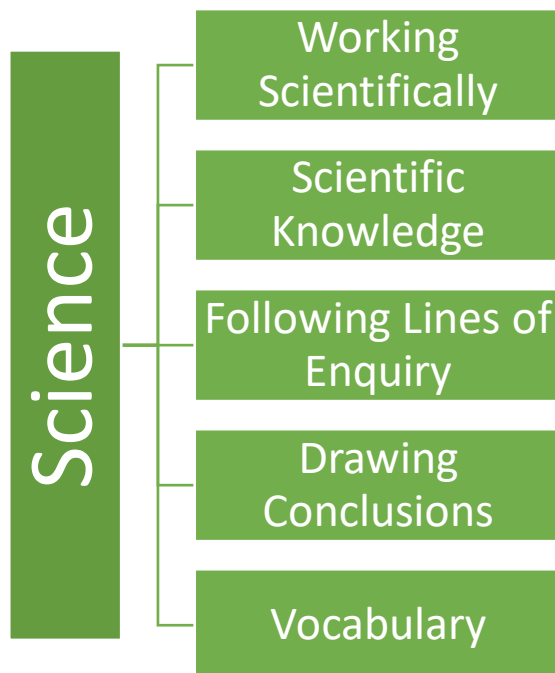 Science
Working
Scientifically
Scientific
Knowledge
Following Lines of
Enquiry
Drawing
Conclusions
Vocabulary